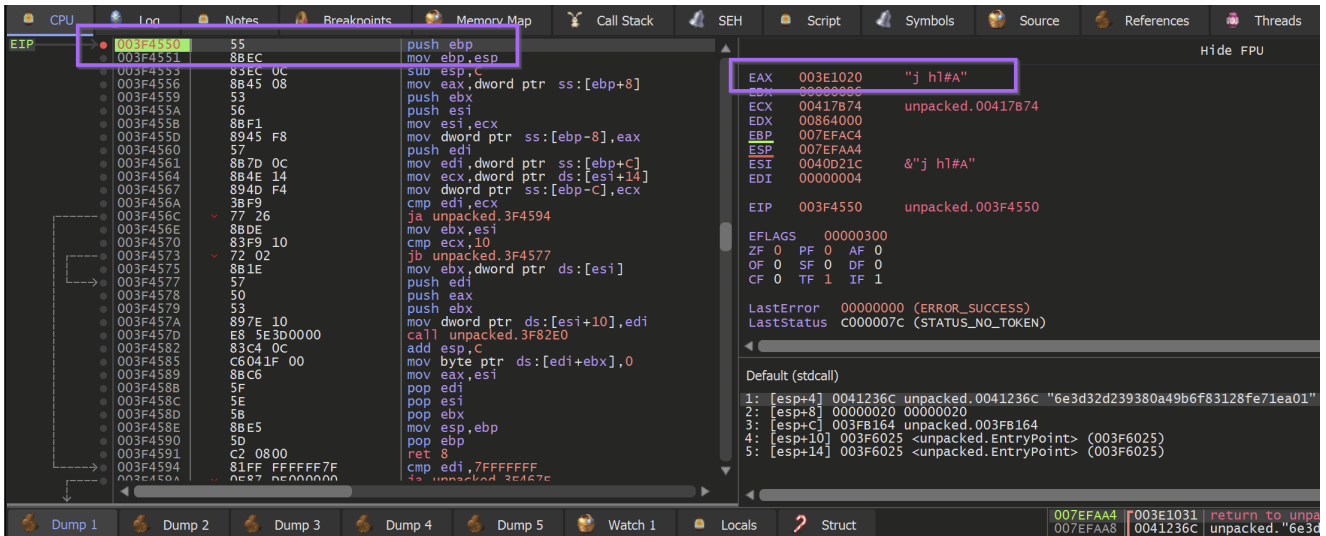 CPU Log Notes Breakpoints Memory Map Call Stack SEH Script Symbols Source References Threads
EIP 003F4550 55 push ebp
003F4551 8BEC mov ebp,esp
003F4553 83EC 0C sub esp,C
003F4556 8B45 08 mov eax,dword ptr ss:[ebp+8]
003F4559 53 push ebx
003F455A 56 push esi
003F455B 8BF1 mov esi,ecx
003F455D 8945 F8 mov dword ptr ss:[ebp-8],eax
003F4560 57 push edi
003F4561 8B7D 0C mov edi,dword ptr ss:[ebp+C]
003F4564 8B4E 14 mov ecx,dword ptr ds:[esi+14]
003F4567 894D F4 mov dword ptr ss:[ebp-C],ecx
003F456A 3BF9 cmp edi,ecx
003F456C 77 26 ja unpacked.3F4594
003F456E 8BDE mov ebx,esi
003F4570 83F9 10 cmp ecx,10
003F4573 72 02 jb unpacked.3F4577
003F4575 8B1E mov ebx,dword ptr ds:[esi]
003F4577 57 push edi
003F4578 50 push eax
003F4579 53 push ebx
003F457A 897E 10 mov dword ptr ds:[esi+10],edi
003F457D E8 5E3D0000 call unpacked.3F82E0
003F4582 83C4 0C add esp,C
003F4585 C6041F 00 mov byte ptr ds:[edi+ebx],0
003F4589 8BC6 mov eax,esi
003F458B 5F pop edi
003F458C 5E pop esi
003F458D 5B pop ebx
003F458E 8BE5 mov esp,ebp
003F4590 5D pop ebp
003F4591 C2 0800 ret 8
003F4594 81FF FFFFFF7F cmp edi,7FFFFFFF
003F459A 0F87 DF000000 ja unpacked.3F467F
Hide FPU
EAX 003E1020 "j hl#A"
EBX 00000086
ECX 00417B74 unpacked.00417B74
EDX 00864000
EBP 007EFAC4
ESP 007EFAA4
ESI 0040D21C &"j hl#A"
EDI 00000004
EIP 003F4550 unpacked.003F4550
EFLAGS 00000300
ZF 0 PF 0 AF 0
OF 0 SF 0 DF 0
CF 0 TF 1 IF 1
LastError 00000000 (ERROR_SUCCESS)
LastStatus C000007C (STATUS_NO_TOKEN)
Default (stdcall)
1: [esp+4] 0041236C unpacked.0041236C "6e3d32d239380a49b6f83128fe71ea01"
2: [esp+8] 00000020 00000020
3: [esp+C] 003FB164 unpacked.003FB164
4: [esp+10] 003F6025 <unpacked.EntryPoint> (003F6025)
5: [esp+14] 003F6025 <unpacked.EntryPoint> (003F6025)
Dump 1 Dump 2 Dump 3 Dump 4 Dump 5 Watch 1 Locals Struct
007EFAA4 003E1031 return to unpa
007EFAA8 0041236C unpacked."6e3d